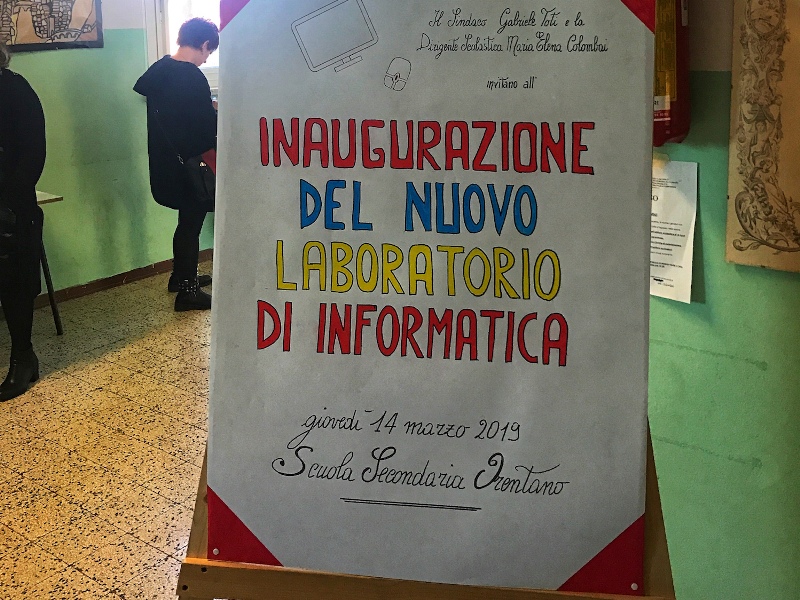 Il Sindaco Gabriele Toti e la
Dirigente Scolastica Maria Elena Colombai
invitano all'
INAUGURAZIONE
DEL NUOVO
LABORATORIO
DI INFORMATICA
giovedì 14 marzo 2019
Scuola Secondaria Orentano